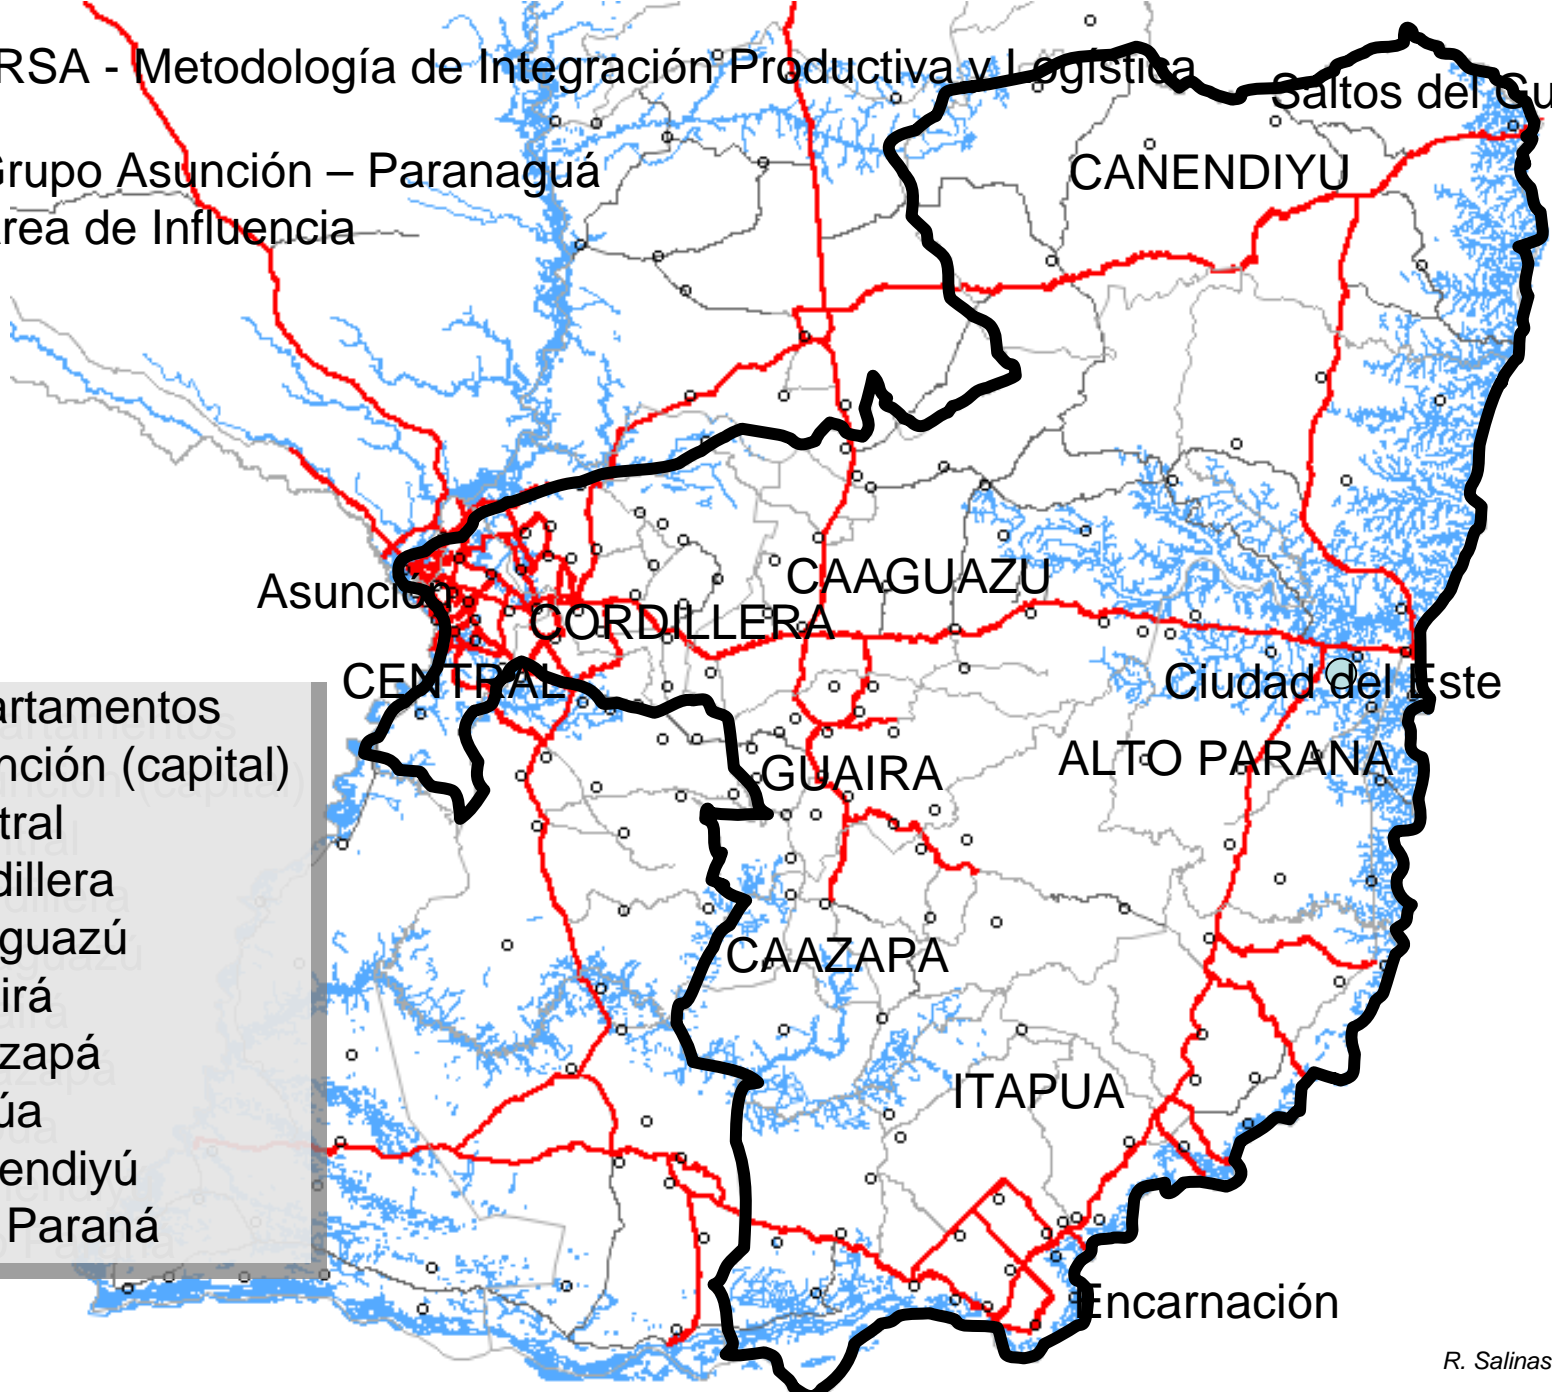 RSA - Metodología de Integración Productiva y Logística
Saltos del Gu
Grupo Asunción – Paranaguá
rea de Influencia
CANENDIYU
CAAGUAZU
Asunción
CORDILLERA
CENTRAL
Ciudad del Este
artamentos
nción (capital)
tral
dillera
guazú
irá
zapá
úa
endiyú
Paraná
GUAIRA
ALTO PARANA
CAAZAPA
ITAPUA
Encarnación
R. Salinas